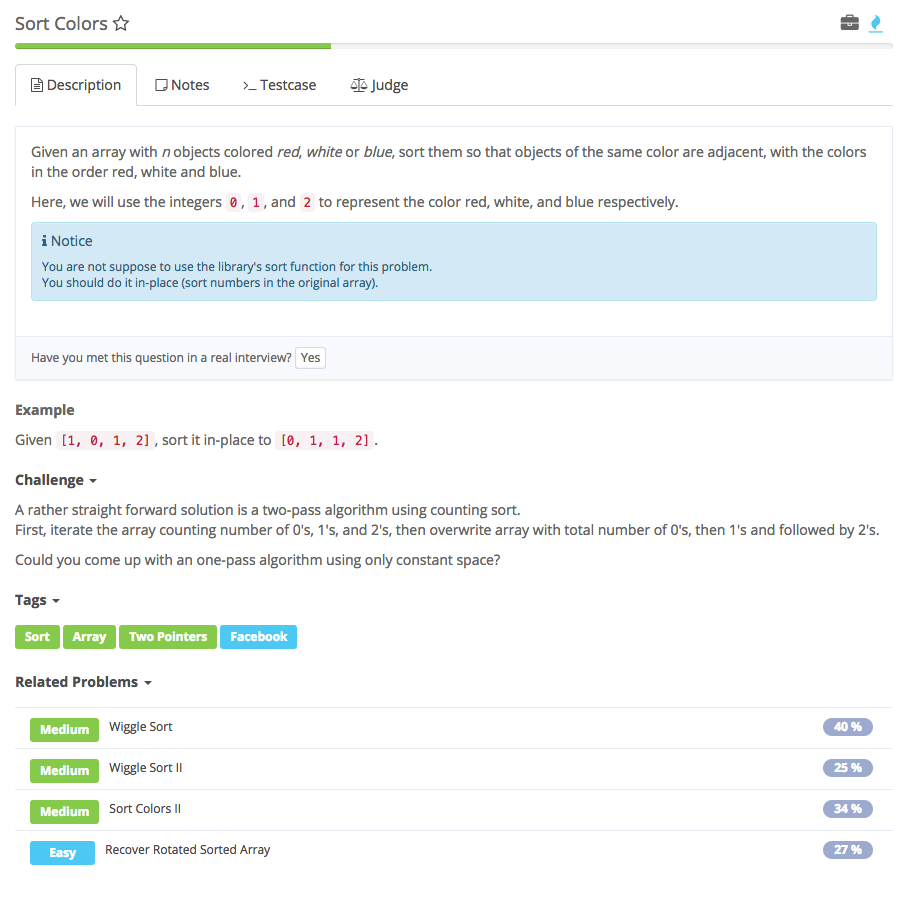 Sort Colors
Description
Notes
Testcase
Judge
Given an array with n objects colored red, white or blue, sort them so that objects of the same color are adjacent, with the colors
in the order red, white and blue.
Here, we will use the integers 0, 1, and 2 to represent the color red, white, and blue respectively.
Notice
You are not suppose to use the library's sort function for this problem.
You should do it in-place (sort numbers in the original array).
Have you met this question in a real interview? Yes
Example
Given [1, 0, 1, 2], sort it in-place to [0, 1, 1, 2].
Challenge
A rather straight forward solution is a two-pass algorithm using counting sort.
First, iterate the array counting number of 0's, 1's, and 2's, then overwrite array with total number of 0's, then 1's and followed by 2's.
Could you come up with an one-pass algorithm using only constant space?
Tags
Sort Array Two Pointers Facebook
Related Problems
Medium Wiggle Sort 40 %
Medium Wiggle Sort II 25 %
Medium Sort Colors II 34 %
Easy Recover Rotated Sorted Array 27 %